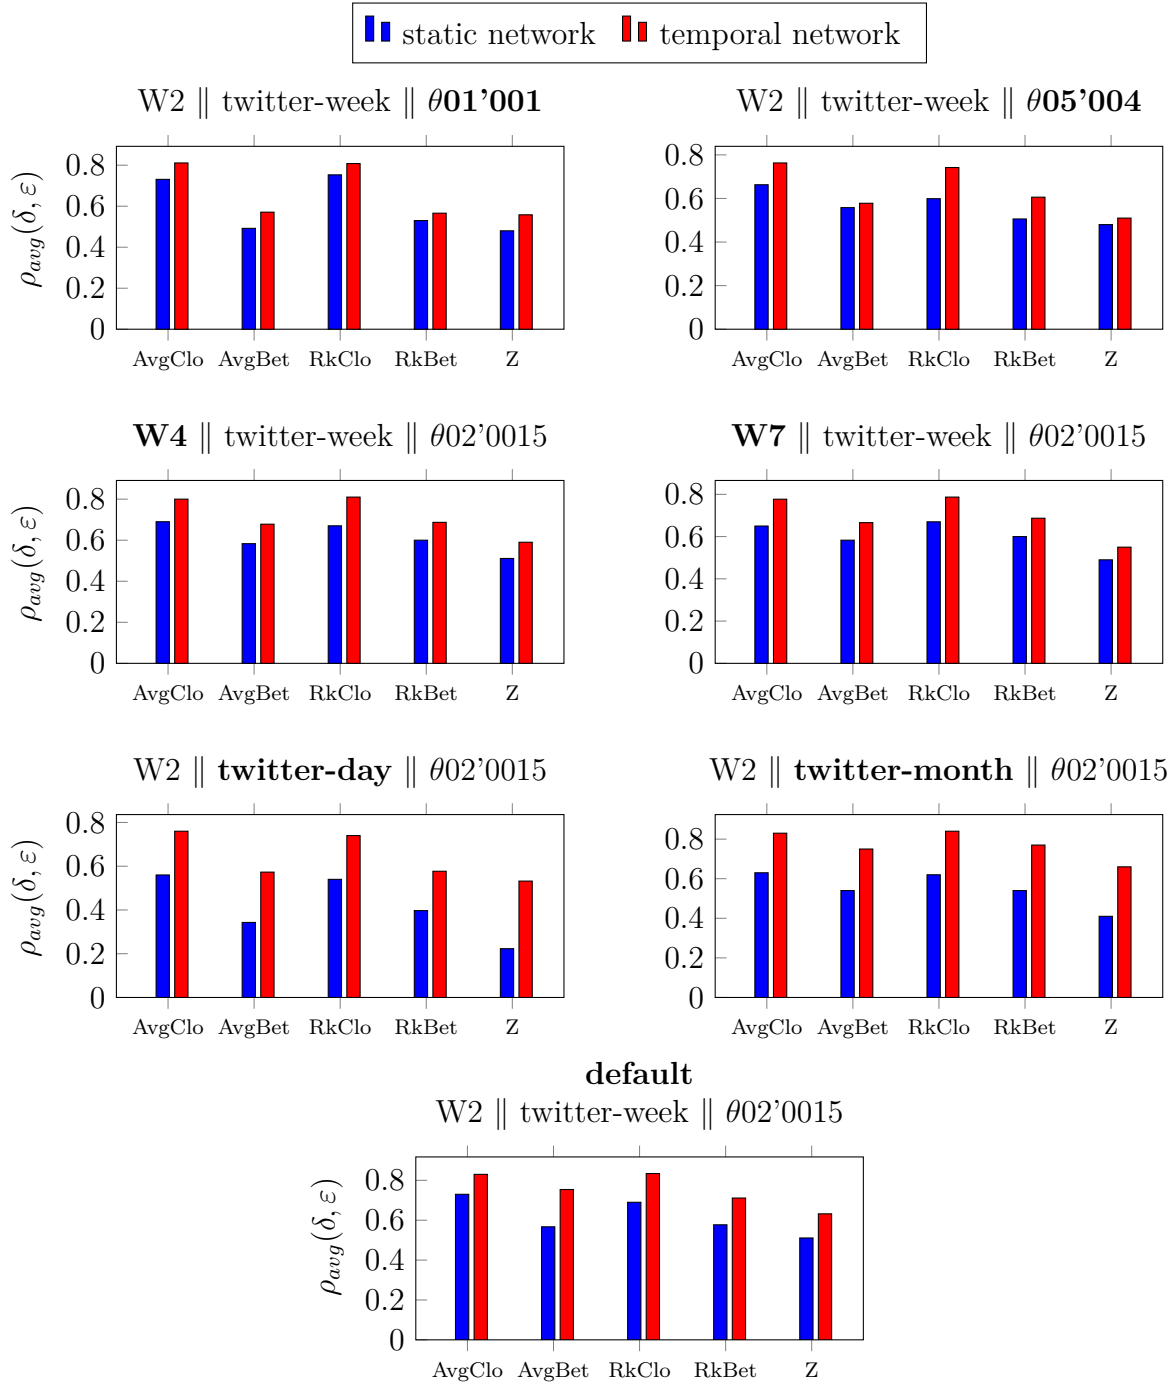 static network temporal network
W2 ∥ twitter-week ∥ θ01'001
W2 ∥ twitter-week ∥ θ05'004
ρavg(δ, ε)
0.8
0.6
0.4
0.2
0
AvgClo AvgBet RkClo RkBet Z
0.8
0.6
0.4
0.2
0
AvgClo AvgBet RkClo RkBet Z
W4 ∥ twitter-week ∥ θ02'0015
W7 ∥ twitter-week ∥ θ02'0015
ρavg(δ, ε)
0.8
0.6
0.4
0.2
0
AvgClo AvgBet RkClo RkBet Z
0.8
0.6
0.4
0.2
0
AvgClo AvgBet RkClo RkBet Z
W2 ∥ twitter-day ∥ θ02'0015
W2 ∥ twitter-month ∥ θ02'0015
ρavg(δ, ε)
0.8
0.6
0.4
0.2
0
AvgClo AvgBet RkClo RkBet Z
0.8
0.6
0.4
0.2
0
AvgClo AvgBet RkClo RkBet Z
default
W2 ∥ twitter-week ∥ θ02'0015
ρavg(δ, ε)
0.8
0.6
0.4
0.2
0
AvgClo AvgBet RkClo RkBet Z